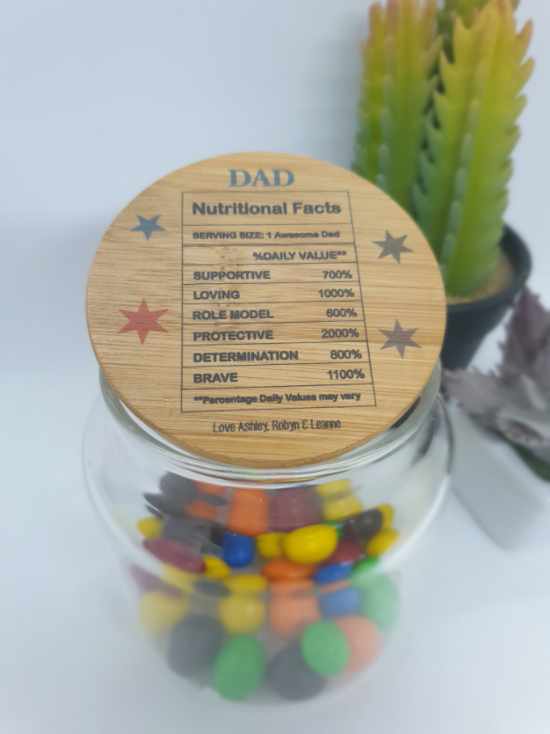 DAD
Nutritional Facts
SERVING SIZE: 1 Awesome Dad
%DAILY VALUE**
SUPPORTIVE 700%
LOVING 1000%
ROLE MODEL 600%
PROTECTIVE 2000%
DETERMINATION 800%
BRAVE 1100%
**Percentage Daily Values may vary
Love Ashley, Robyn & Leanne